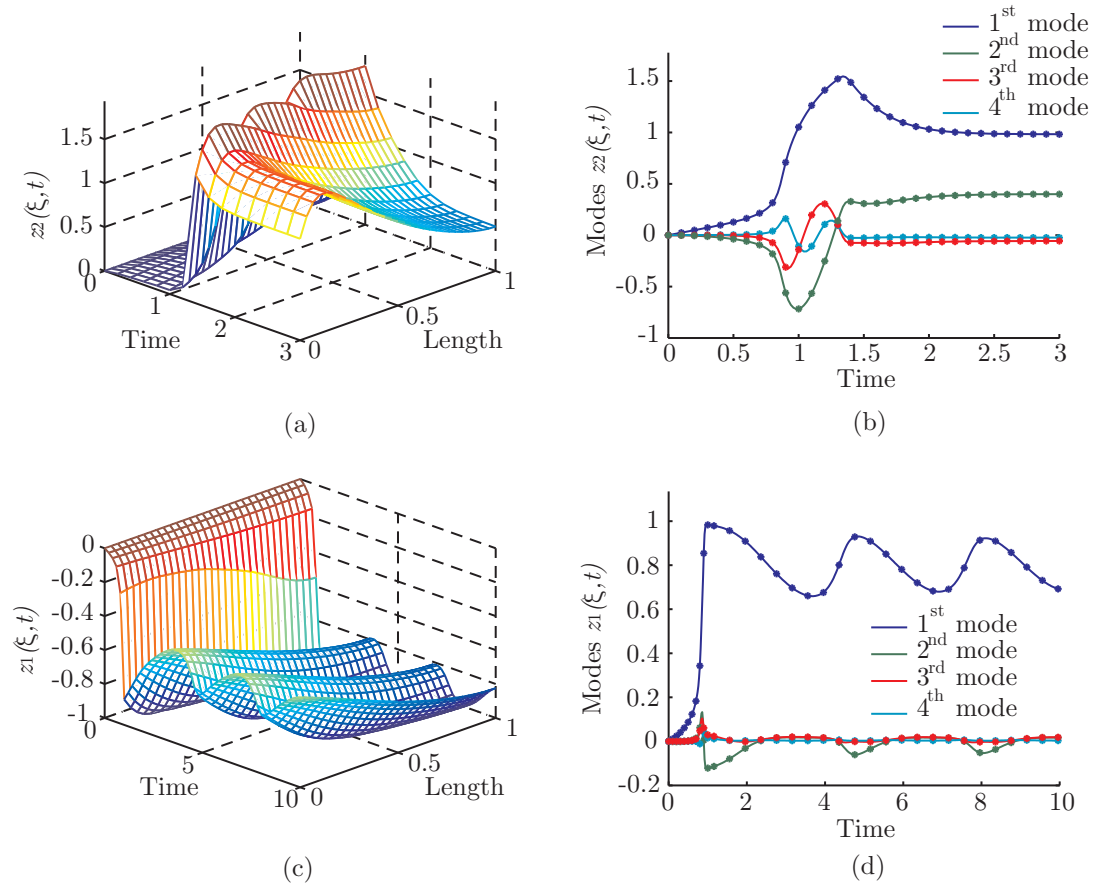 1.5
1
0.5
0
z2(ξ,t)
1
2
3
Time
0
0.5
1
Length
(a)
1st mode
2nd mode
3rd mode
4th mode
1.5
1
0.5
0
-0.5
-1
Modes z2(ξ,t)
0 0.5 1 1.5 2 2.5 3
Time
(b)
0
-0.2
-0.4
-0.6
-0.8
-1
z1(ξ,t)
0
5
10
Time
0
0.5
1
Length
(c)
1
0.8
0.6
0.4
0.2
0
-0.2
Modes z1(ξ,t)
1st mode
2nd mode
3rd mode
4th mode
0 2 4 6 8 10
Time
(d)